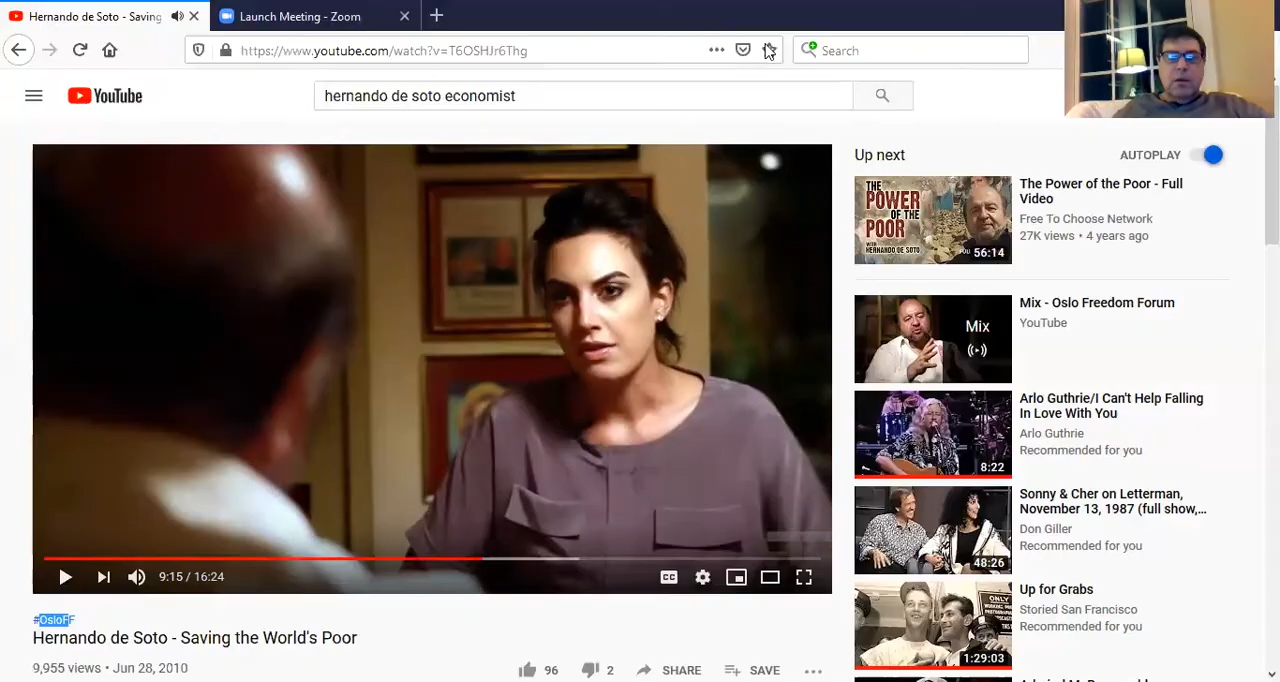 Hernando de Soto - Saving
Launch Meeting - Zoom
https://www.youtube.com/watch?v=T6OSHJr6Thg
Search
YouTube
hernando de soto economist
Up next
AUTOPLAY
THE POWER OF THE POOR
WITH HERNANDO DE SOTO
56:14
The Power of the Poor - Full
Video
Free To Choose Network
27K views • 4 years ago
Mix
Mix - Oslo Freedom Forum
YouTube
8:22
Arlo Guthrie/I Can't Help Falling
In Love With You
Arlo Guthrie
Recommended for you
48:26
Sonny & Cher on Letterman,
November 13, 1987 (full show,...
Don Giller
Recommended for you
ONLY
1:29:03
Up for Grabs
Storied San Francisco
Recommended for you
9:15 / 16:24
CC
#OsloFF
Hernando de Soto - Saving the World's Poor
9,955 views • Jun 28, 2010
96
2
SHARE
SAVE